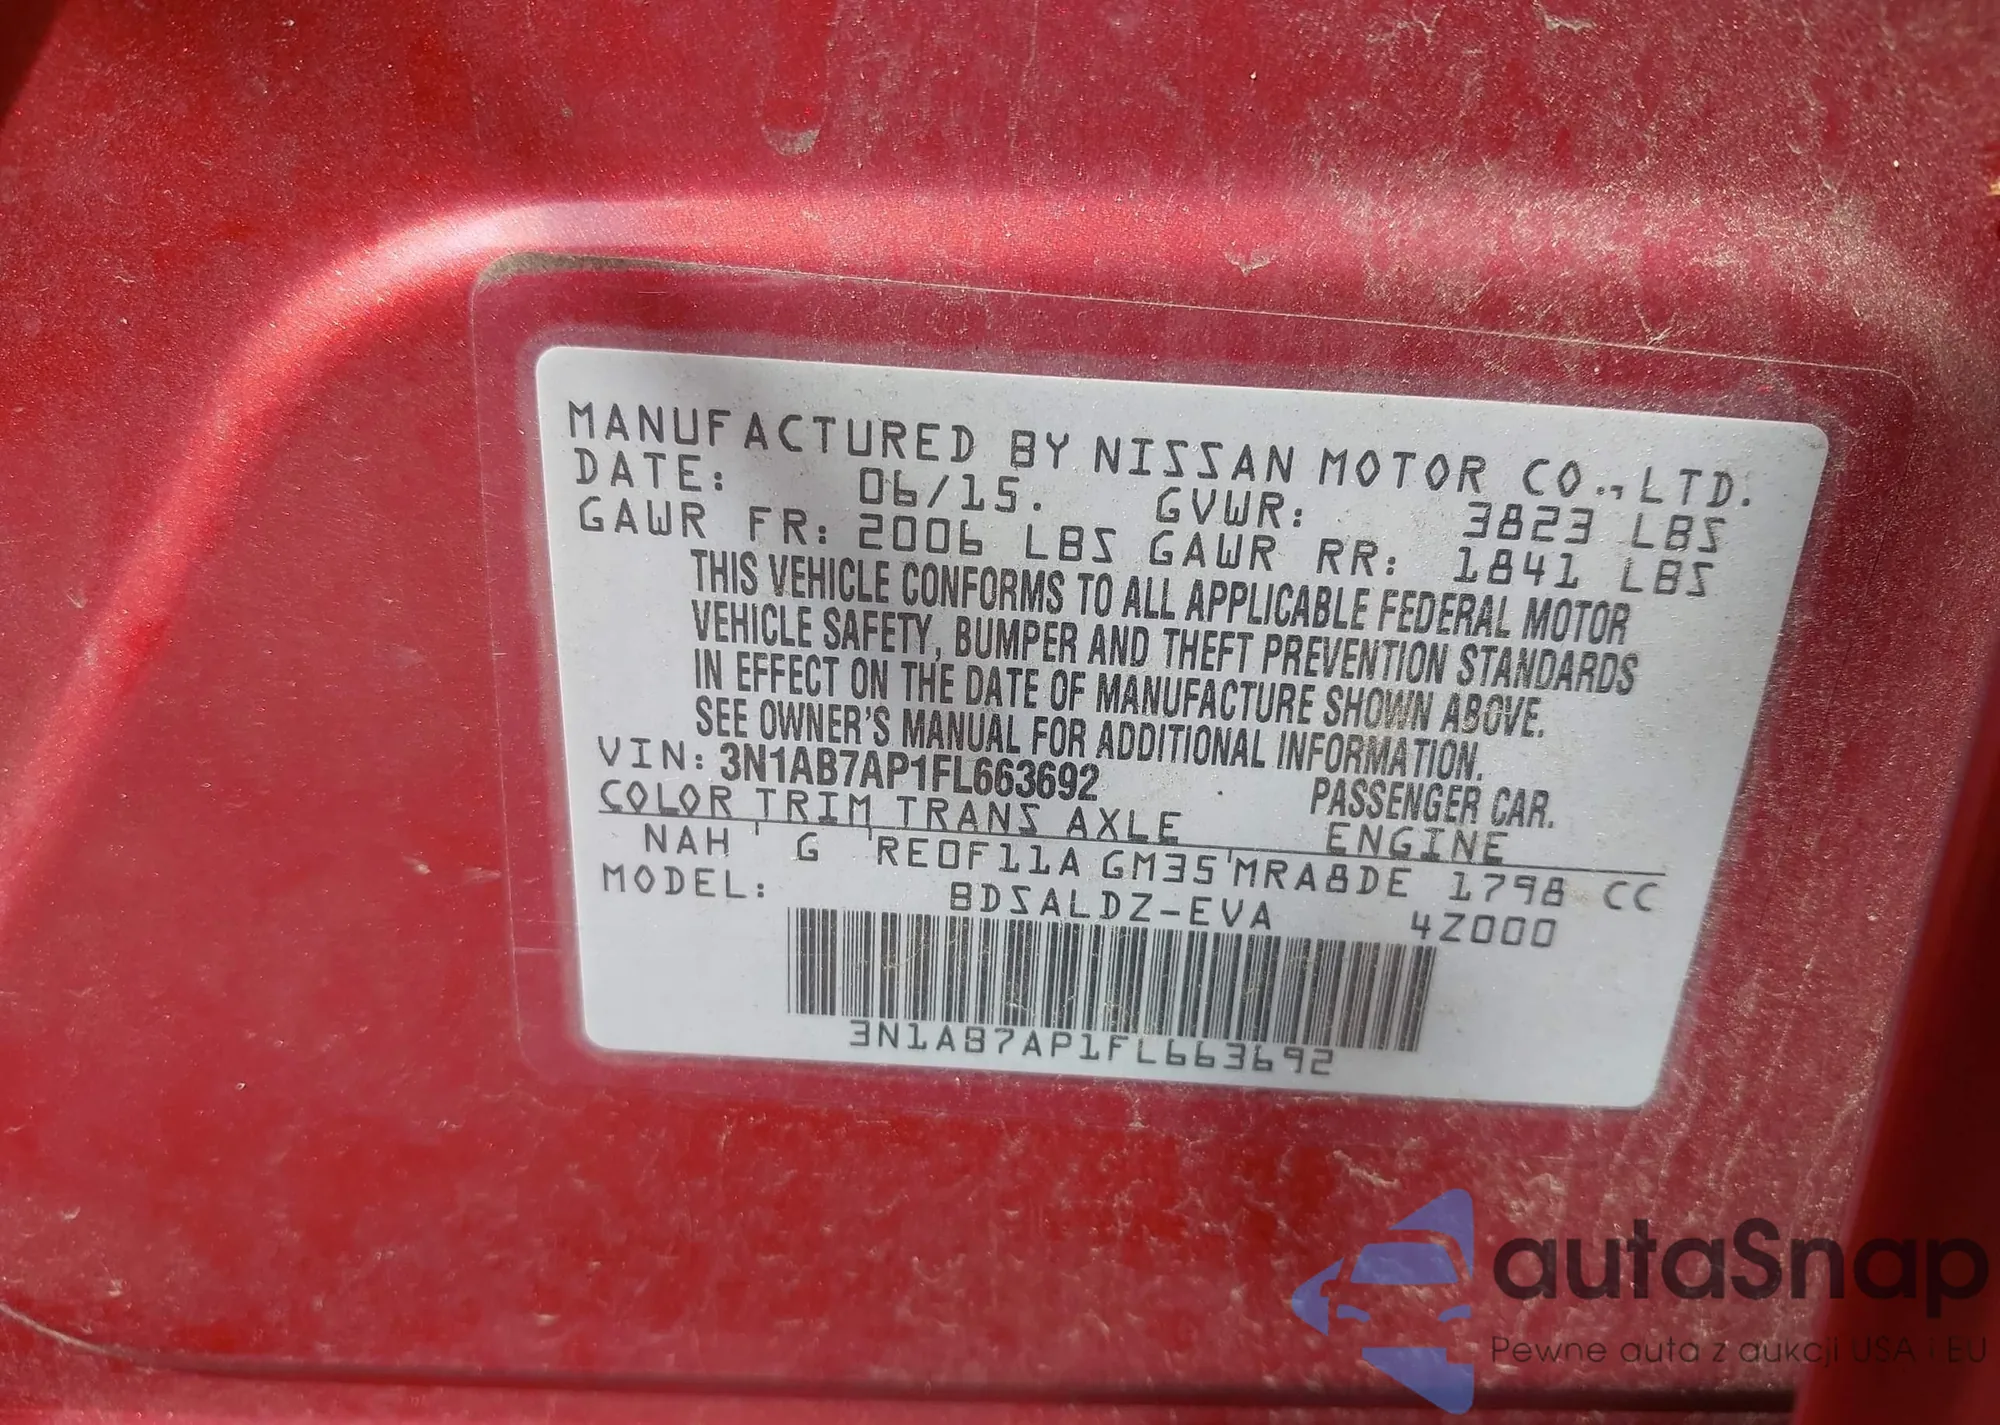 MANUFACTURED BY NISSAN MOTOR CO., LTD.
DATE: 06/15. GVWR: 3823 LBS
GAWR FR: 2006 LBS GAWR RR: 1841 LBS
THIS VEHICLE CONFORMS TO ALL APPLICABLE FEDERAL MOTOR
VEHICLE SAFETY, BUMPER AND THEFT PREVENTION STANDARDS
IN EFFECT ON THE DATE OF MANUFACTURE SHOWN ABOVE.
SEE OWNER'S MANUAL FOR ADDITIONAL INFORMATION.
VIN: 3N1AB7AP1FL663692 PASSENGER CAR.
COLOR TRIM TRANS AXLE ENGINE
NAH G RE0F11A GM35 MRA8DE 1798 CC
MODEL: BDSALDZ-EVA 4Z000
3N1AB7AP1FL663692
autaSnap
Pewne auta z aukcji USA i EU